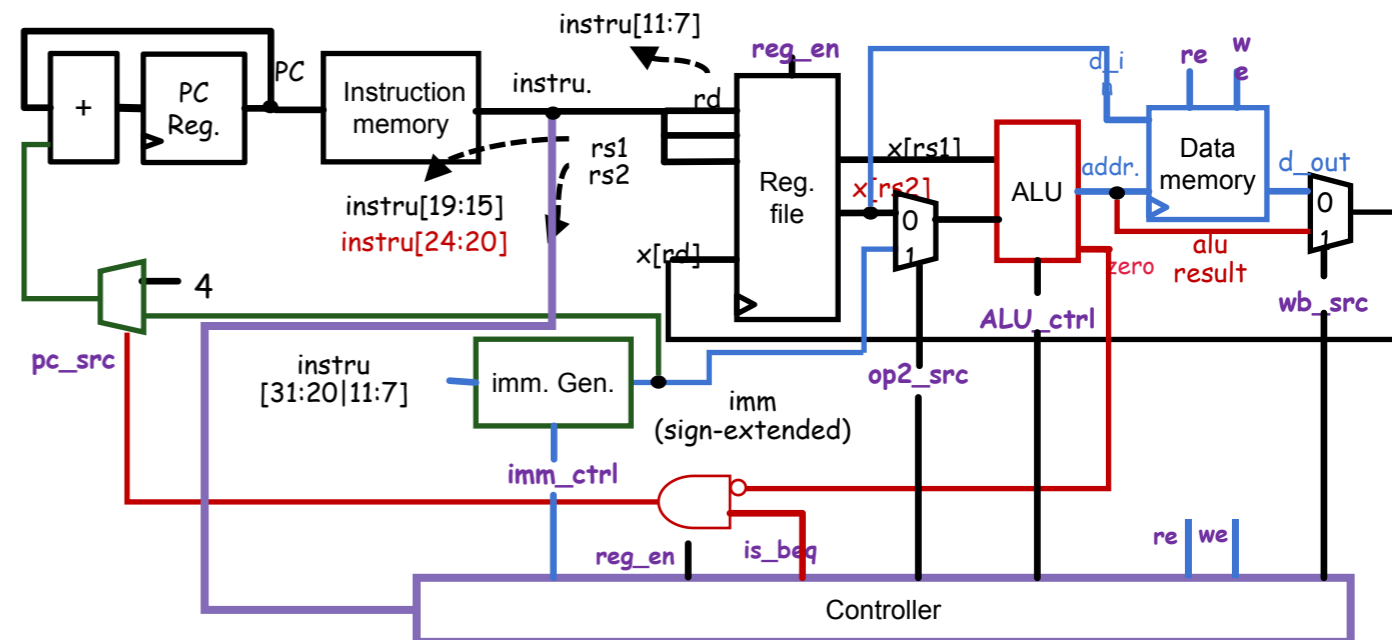 instru[11:7]
reg_en
re
w
e
PC
instru.
d_i
n
+
PC
Reg.
Instruction
memory
rd
rs1
rs2
x[rs1]
x[rs2]
Reg.
file
0
1
ALU
addr.
Data
memory
d_out
0
1
instru[19:15]
instru[24:20]
x[rd]
zero
alu
result
4
ALU_ctrl
wb_src
pc_src
instru
[31:20|11:7]
imm. Gen.
op2_src
imm
(sign-extended)
imm_ctrl
reg_en
is_beq
re
we
Controller